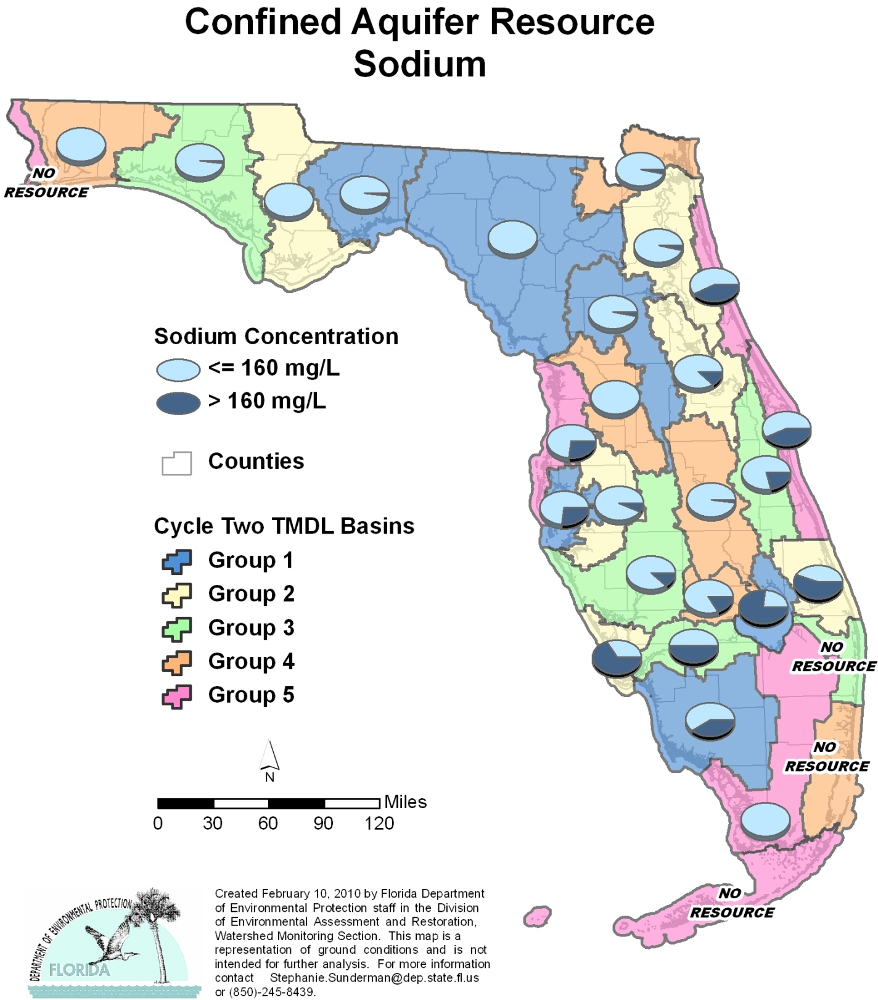 Confined Aquifer Resource
Sodium
NO
RESOURCE
Sodium Concentration
<= 160 mg/L
> 160 mg/L
Counties
Cycle Two TMDL Basins
Group 1
Group 2
Group 3
Group 4
Group 5
NO
RESOURCE
NO
RESOURCE
N
Miles
0 30 60 90 120
NO
RESOURCE
DEPARTMENT OF ENVIRONMENTAL PROTECTION
FLORIDA
Created February 10, 2010 by Florida Department
of Environmental Protection staff in the Division
of Environmental Assessment and Restoration,
Watershed Monitoring Section. This map is a
representation of ground conditions and is not
intended for further analysis. For more information
contact Stephanie.Sunderman@dep.state.fl.us
or (850)-245-8439.